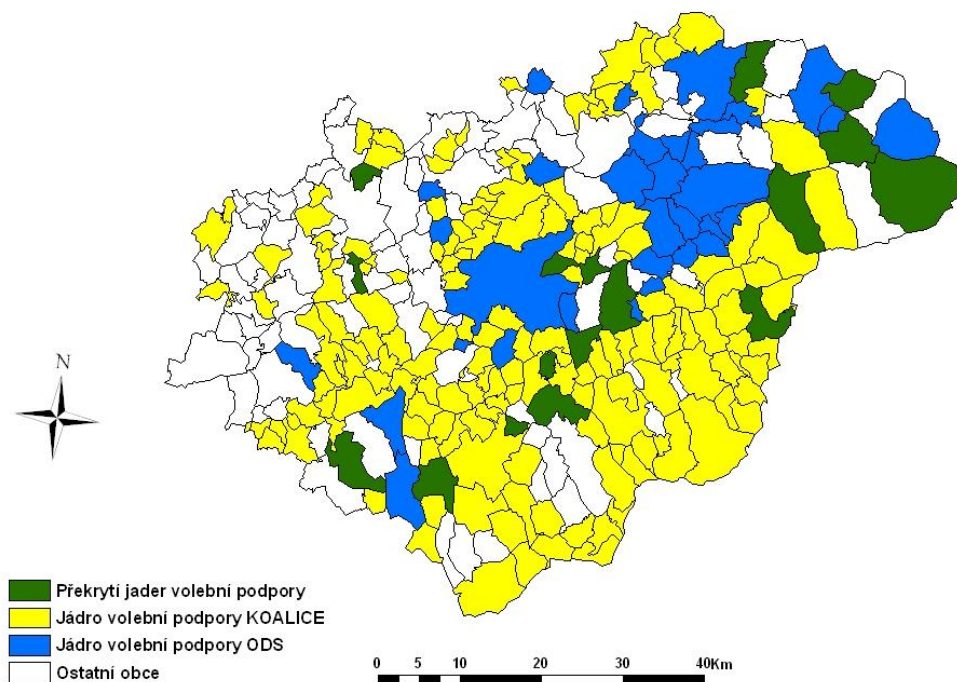 N
Překrytí jader volební podpory
Jádro volební podpory KOALICE
Jádro volební podpory ODS
Ostatní obce
0 5 10 20 30 40Km